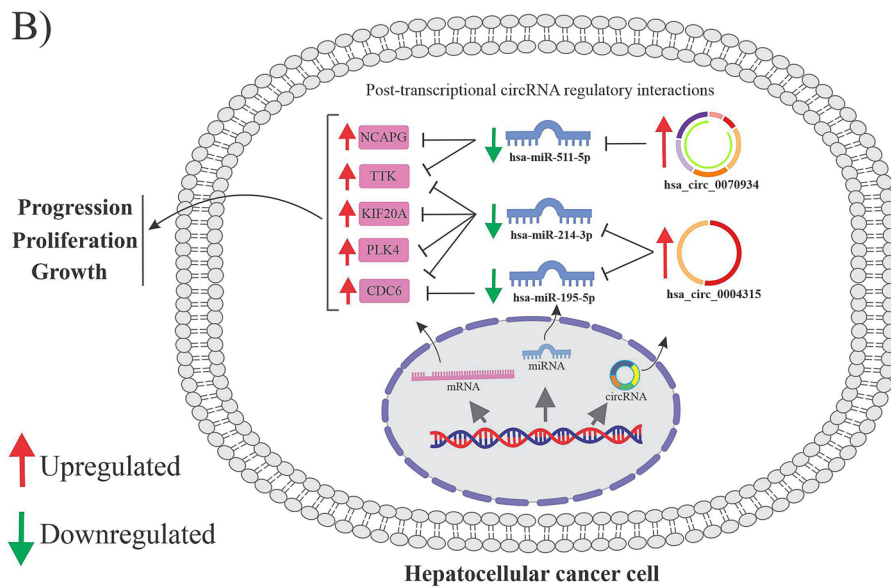 B)
Post-transcriptional circRNA regulatory interactions
NCAPG
TTK
KIF20A
PLK4
CDC6
hsa-miR-511-5p
hsa-miR-214-3p
hsa-miR-195-5p
hsa_circ_0070934
hsa_circ_0004315
Progression
Proliferation
Growth
mRNA
miRNA
circRNA
Upregulated
Downregulated
Hepatocellular cancer cell